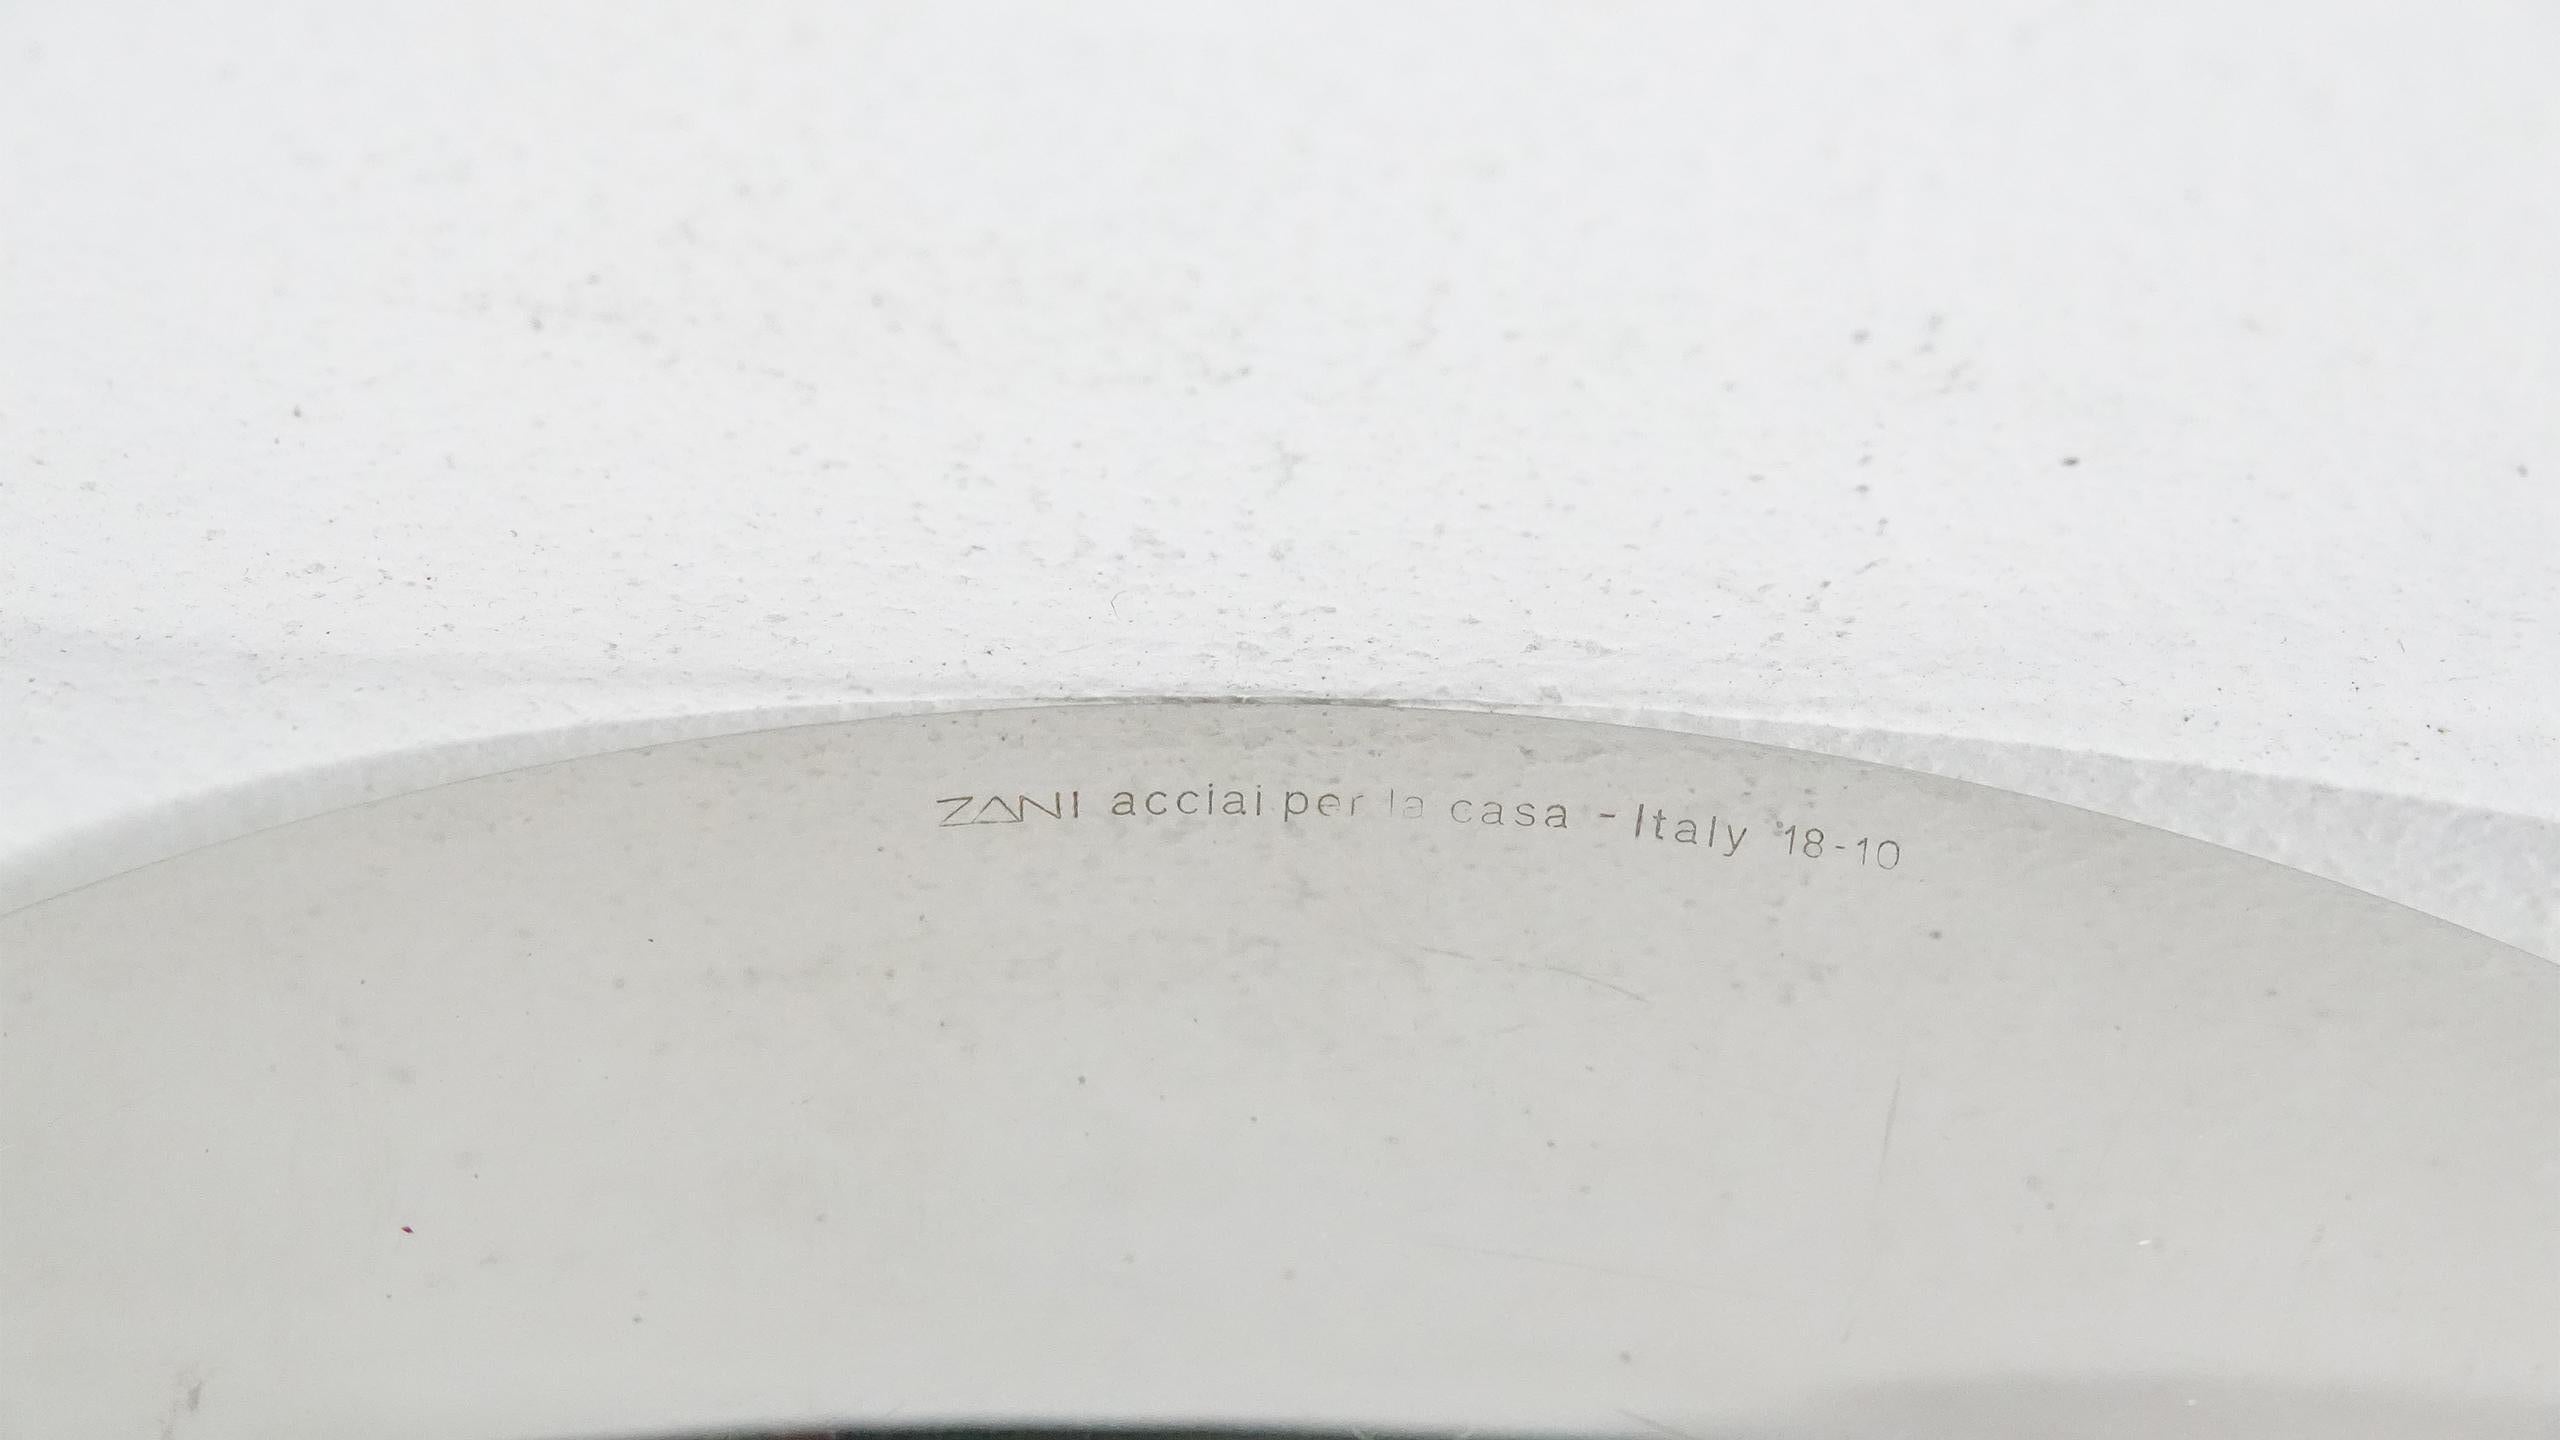 ZANI acciai per la casa - Italy 18-10